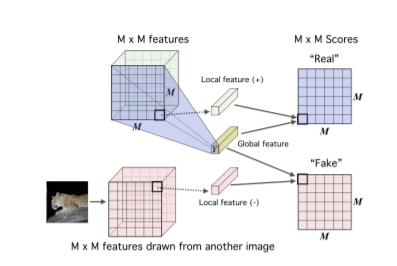 M x M features
M x M Scores
"Real"
Local feature (+)
M
M
M
M
Y
Global feature
"Fake"
Local feature (-)
M
M
M x M features drawn from another image